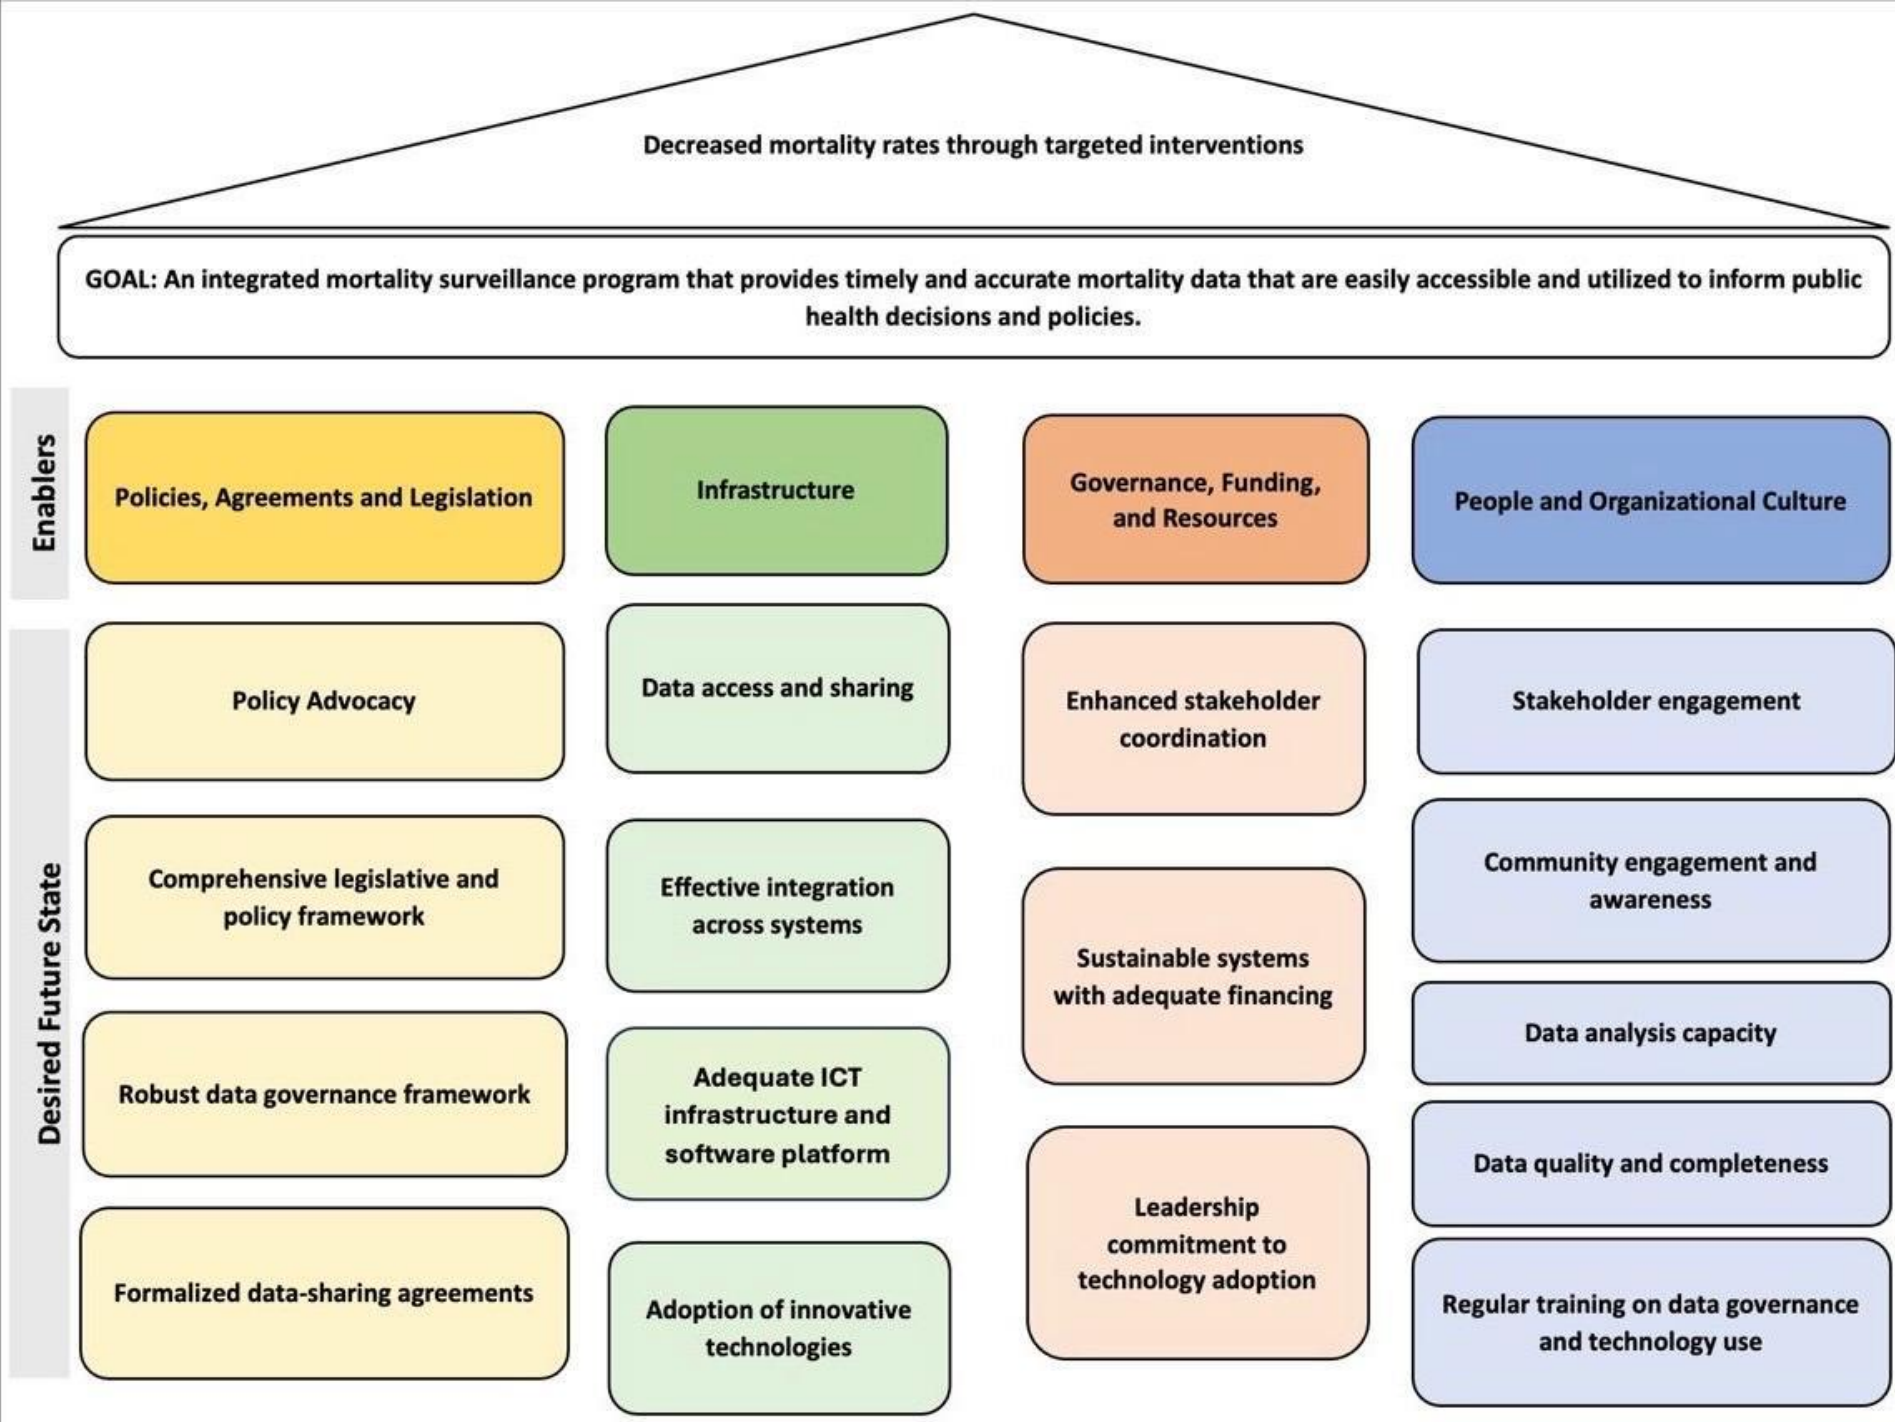 Decreased mortality rates through targeted interventions
GOAL: An integrated mortality surveillance program that provides timely and accurate mortality data that are easily accessible and utilized to inform public
health decisions and policies.
Enablers
Policies, Agreements and Legislation
Infrastructure
Governance, Funding,
and Resources
People and Organizational Culture
Desired Future State
Policy Advocacy
Comprehensive legislative and
policy framework
Robust data governance framework
Formalized data-sharing agreements
Data access and sharing
Effective integration
across systems
Adequate ICT
infrastructure and
software platform
Adoption of innovative
technologies
Enhanced stakeholder
coordination
Sustainable systems
with adequate financing
Leadership
commitment to
technology adoption
Stakeholder engagement
Community engagement and
awareness
Data analysis capacity
Data quality and completeness
Regular training on data governance
and technology use